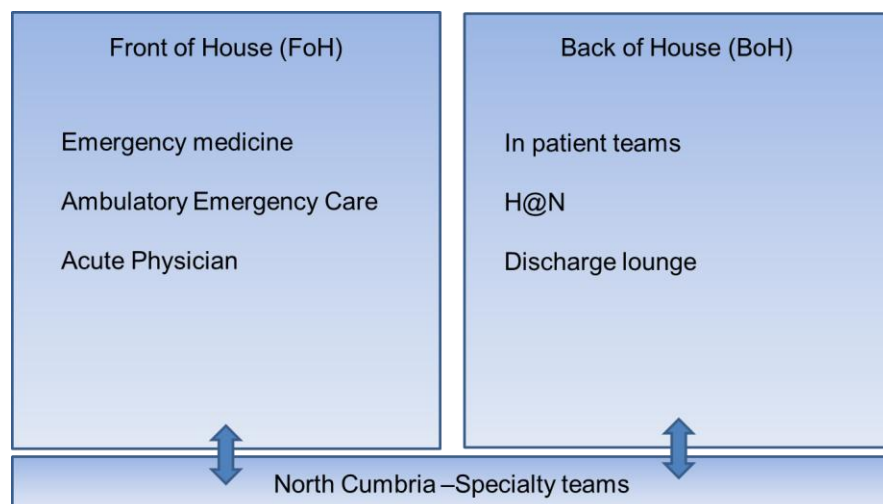 Front of House (FoH)
Emergency medicine
Ambulatory Emergency Care
Acute Physician
Back of House (BoH)
In patient teams
H@N
Discharge lounge
North Cumbria –Specialty teams